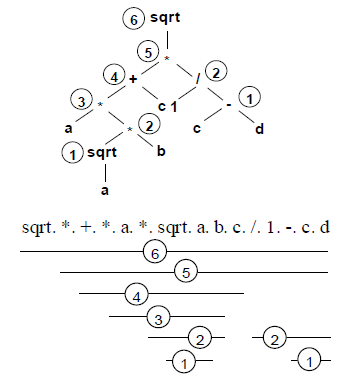 6 sqrt
5 *
4 + / 2
3 * c 1 - 1
a * 2 c d
1 sqrt b
a
sqrt. *. +. *. a. *. sqrt. a. b. c. /. 1. -. c. d
6
5
4
3
2 2
1 1